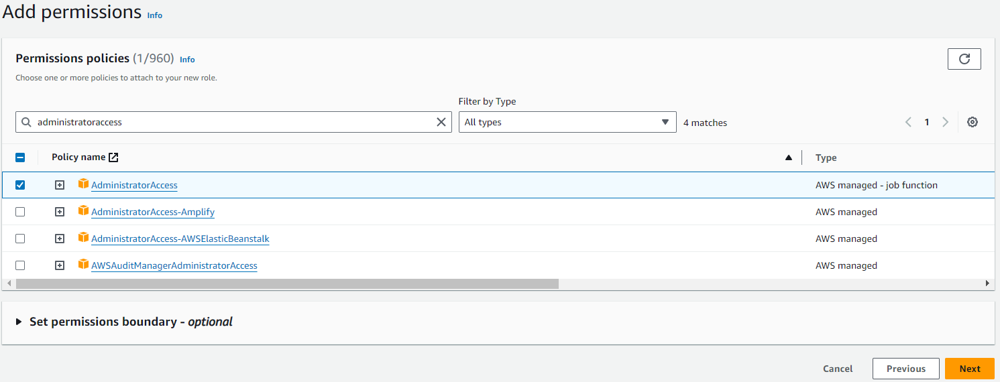 Add permissions Info
Permissions policies (1/960) Info
Choose one or more policies to attach to your new role.
Filter by Type
administratoraccess All types 4 matches 1
Policy name Type
AdministratorAccess AWS managed - job function
AdministratorAccess-Amplify AWS managed
AdministratorAccess-AWSElasticBeanstalk AWS managed
AWSAuditManagerAdministratorAccess AWS managed
Set permissions boundary - optional
Cancel Previous Next